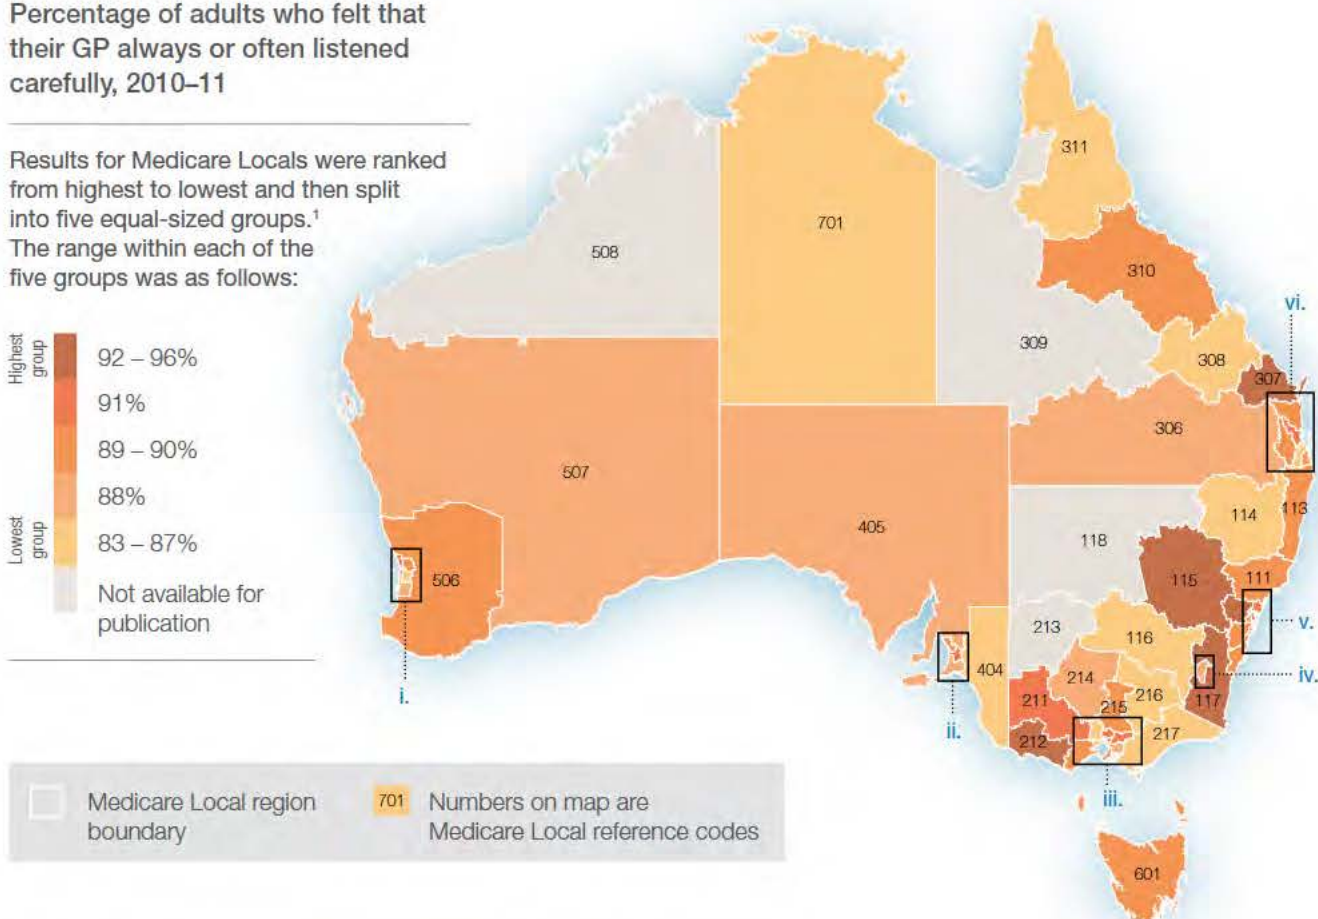 Percentage of adults who felt that
their GP always or often listened
carefully, 2010–11
Results for Medicare Locals were ranked
from highest to lowest and then split
into five equal-sized groups.¹
The range within each of the
five groups was as follows:
Highest
group
92 – 96%
91%
89 – 90%
88%
Lowest
group
83 – 87%
Not available for
publication
311
701
508
310
vi.
309
308
307
306
507
114
113
405
118
506
115
111
213
116
v.
404
214
iv.
i.
211
216
117
215
ii.
212
217
iii.
Medicare Local region
boundary
701
Numbers on map are
Medicare Local reference codes
601